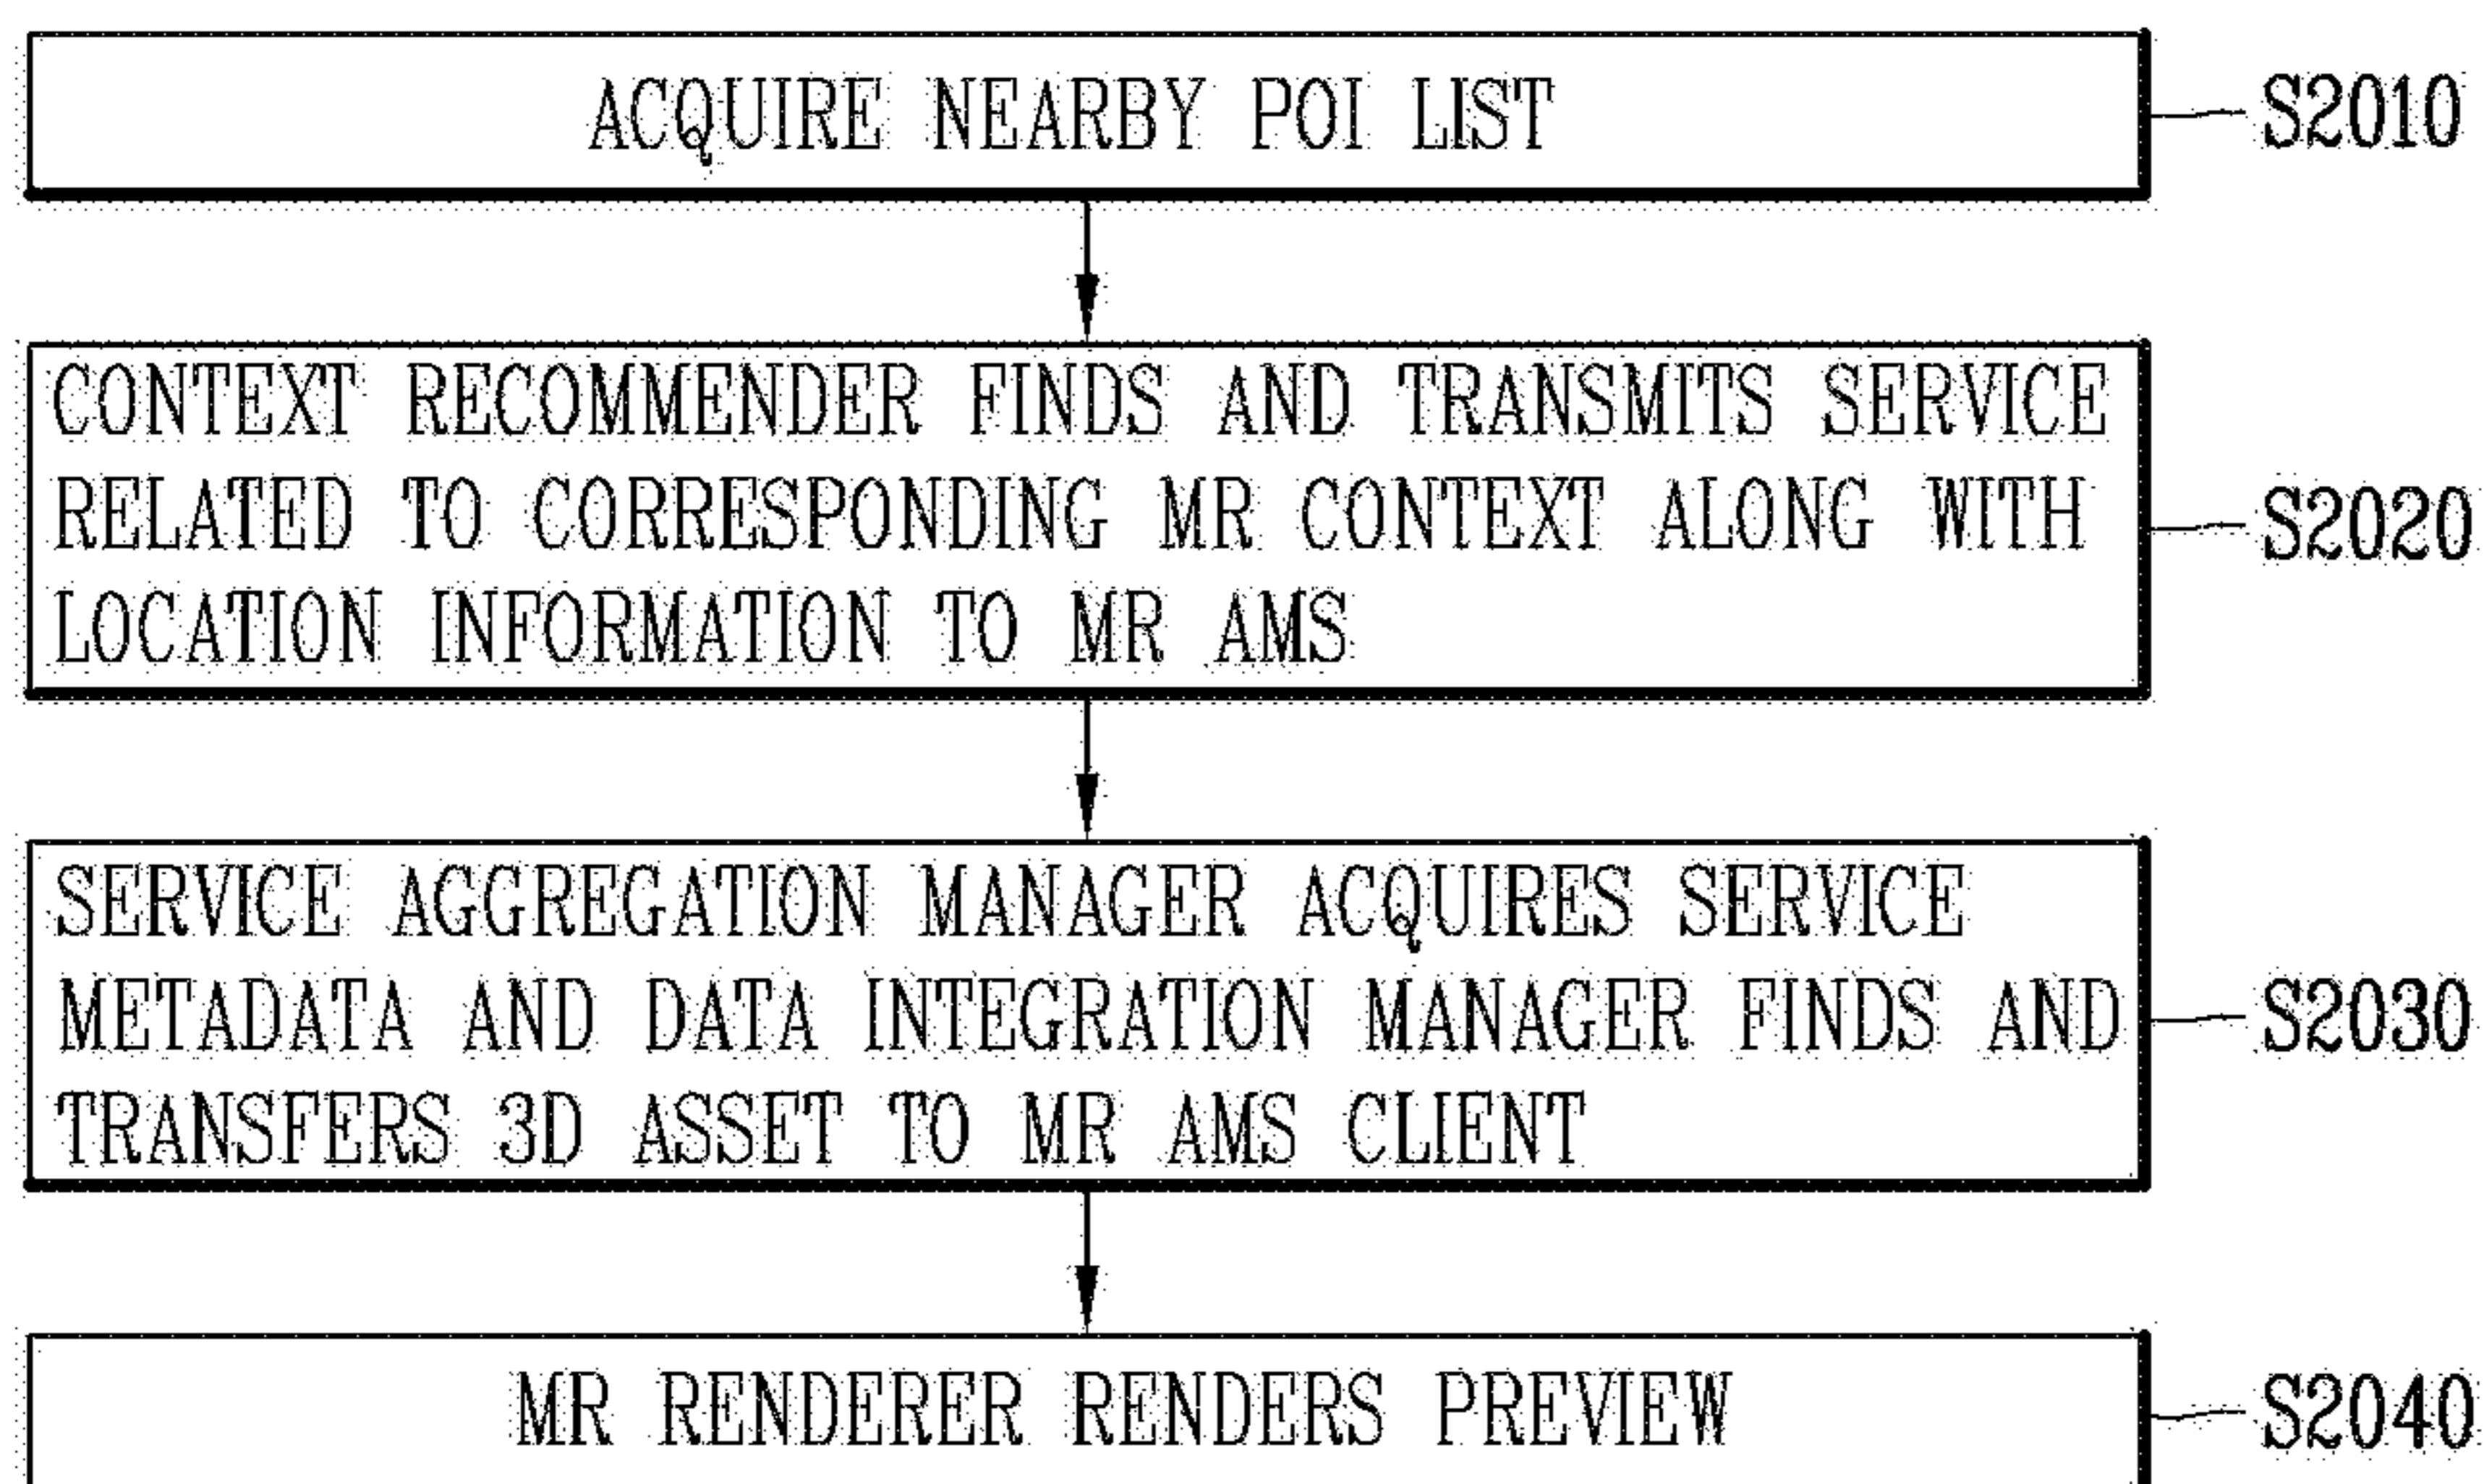 ACQUIRE NEARBY POI LIST
S2010
CONTEXT RECOMMENDER FINDS AND TRANSMITS SERVICE
RELATED TO CORRESPONDING MR CONTEXT ALONG WITH
LOCATION INFORMATION TO MR AMS
S2020
SERVICE AGGREGATION MANAGER ACQUIRES SERVICE
METADATA AND DATA INTEGRATION MANAGER FINDS AND
TRANSFERS 3D ASSET TO MR AMS CLIENT
S2030
MR RENDERER RENDERS PREVIEW
S2040